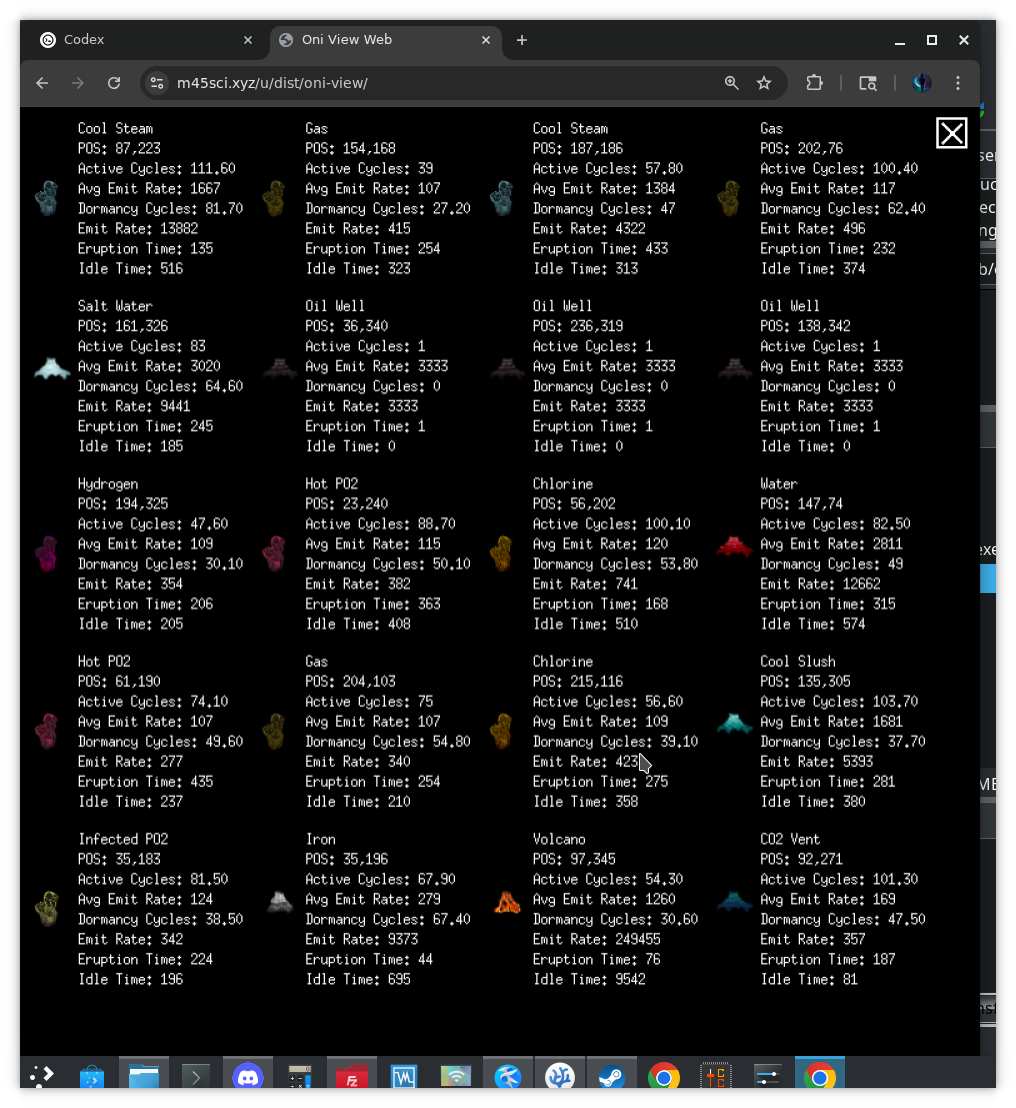 Codex
Oni View Web
m45sci.xyz/u/dist/oni-view/
Cool Steam
POS: 87,223
Active Cycles: 111.60
Avg Emit Rate: 1667
Dormancy Cycles: 81.70
Emit Rate: 13882
Eruption Time: 135
Idle Time: 516
Gas
POS: 154,168
Active Cycles: 39
Avg Emit Rate: 107
Dormancy Cycles: 27.20
Emit Rate: 415
Eruption Time: 254
Idle Time: 323
Cool Steam
POS: 187,186
Active Cycles: 57.80
Avg Emit Rate: 1384
Dormancy Cycles: 47
Emit Rate: 4322
Eruption Time: 433
Idle Time: 313
Gas
POS: 202,76
Active Cycles: 100.40
Avg Emit Rate: 117
Dormancy Cycles: 62.40
Emit Rate: 496
Eruption Time: 232
Idle Time: 374
Salt Water
POS: 161,326
Active Cycles: 83
Avg Emit Rate: 3020
Dormancy Cycles: 64.60
Emit Rate: 9441
Eruption Time: 245
Idle Time: 185
Oil Well
POS: 36,340
Active Cycles: 1
Avg Emit Rate: 3333
Dormancy Cycles: 0
Emit Rate: 3333
Eruption Time: 1
Idle Time: 0
Oil Well
POS: 236,319
Active Cycles: 1
Avg Emit Rate: 3333
Dormancy Cycles: 0
Emit Rate: 3333
Eruption Time: 1
Idle Time: 0
Oil Well
POS: 138,342
Active Cycles: 1
Avg Emit Rate: 3333
Dormancy Cycles: 0
Emit Rate: 3333
Eruption Time: 1
Idle Time: 0
Hydrogen
POS: 194,325
Active Cycles: 47.60
Avg Emit Rate: 109
Dormancy Cycles: 30.10
Emit Rate: 354
Eruption Time: 206
Idle Time: 205
Hot PO2
POS: 23,240
Active Cycles: 88.70
Avg Emit Rate: 115
Dormancy Cycles: 50.10
Emit Rate: 382
Eruption Time: 363
Idle Time: 408
Chlorine
POS: 56,202
Active Cycles: 100.10
Avg Emit Rate: 120
Dormancy Cycles: 53.80
Emit Rate: 741
Eruption Time: 168
Idle Time: 510
Water
POS: 147,74
Active Cycles: 82.50
Avg Emit Rate: 2811
Dormancy Cycles: 49
Emit Rate: 12662
Eruption Time: 315
Idle Time: 574
Hot PO2
POS: 61,190
Active Cycles: 74.10
Avg Emit Rate: 107
Dormancy Cycles: 49.60
Emit Rate: 277
Eruption Time: 435
Idle Time: 237
Gas
POS: 204,103
Active Cycles: 75
Avg Emit Rate: 107
Dormancy Cycles: 54.80
Emit Rate: 340
Eruption Time: 254
Idle Time: 210
Chlorine
POS: 215,116
Active Cycles: 56.60
Avg Emit Rate: 109
Dormancy Cycles: 39.10
Emit Rate: 423
Eruption Time: 275
Idle Time: 358
Cool Slush
POS: 135,305
Active Cycles: 103.70
Avg Emit Rate: 1681
Dormancy Cycles: 37.70
Emit Rate: 5393
Eruption Time: 281
Idle Time: 380
Infected PO2
POS: 35,183
Active Cycles: 81.50
Avg Emit Rate: 124
Dormancy Cycles: 38.50
Emit Rate: 342
Eruption Time: 224
Idle Time: 196
Iron
POS: 35,196
Active Cycles: 67.90
Avg Emit Rate: 279
Dormancy Cycles: 67.40
Emit Rate: 9373
Eruption Time: 44
Idle Time: 695
Volcano
POS: 97,345
Active Cycles: 54.30
Avg Emit Rate: 1260
Dormancy Cycles: 30.60
Emit Rate: 249455
Eruption Time: 76
Idle Time: 9542
CO2 Vent
POS: 92,271
Active Cycles: 101.30
Avg Emit Rate: 169
Dormancy Cycles: 47.50
Emit Rate: 357
Eruption Time: 187
Idle Time: 81